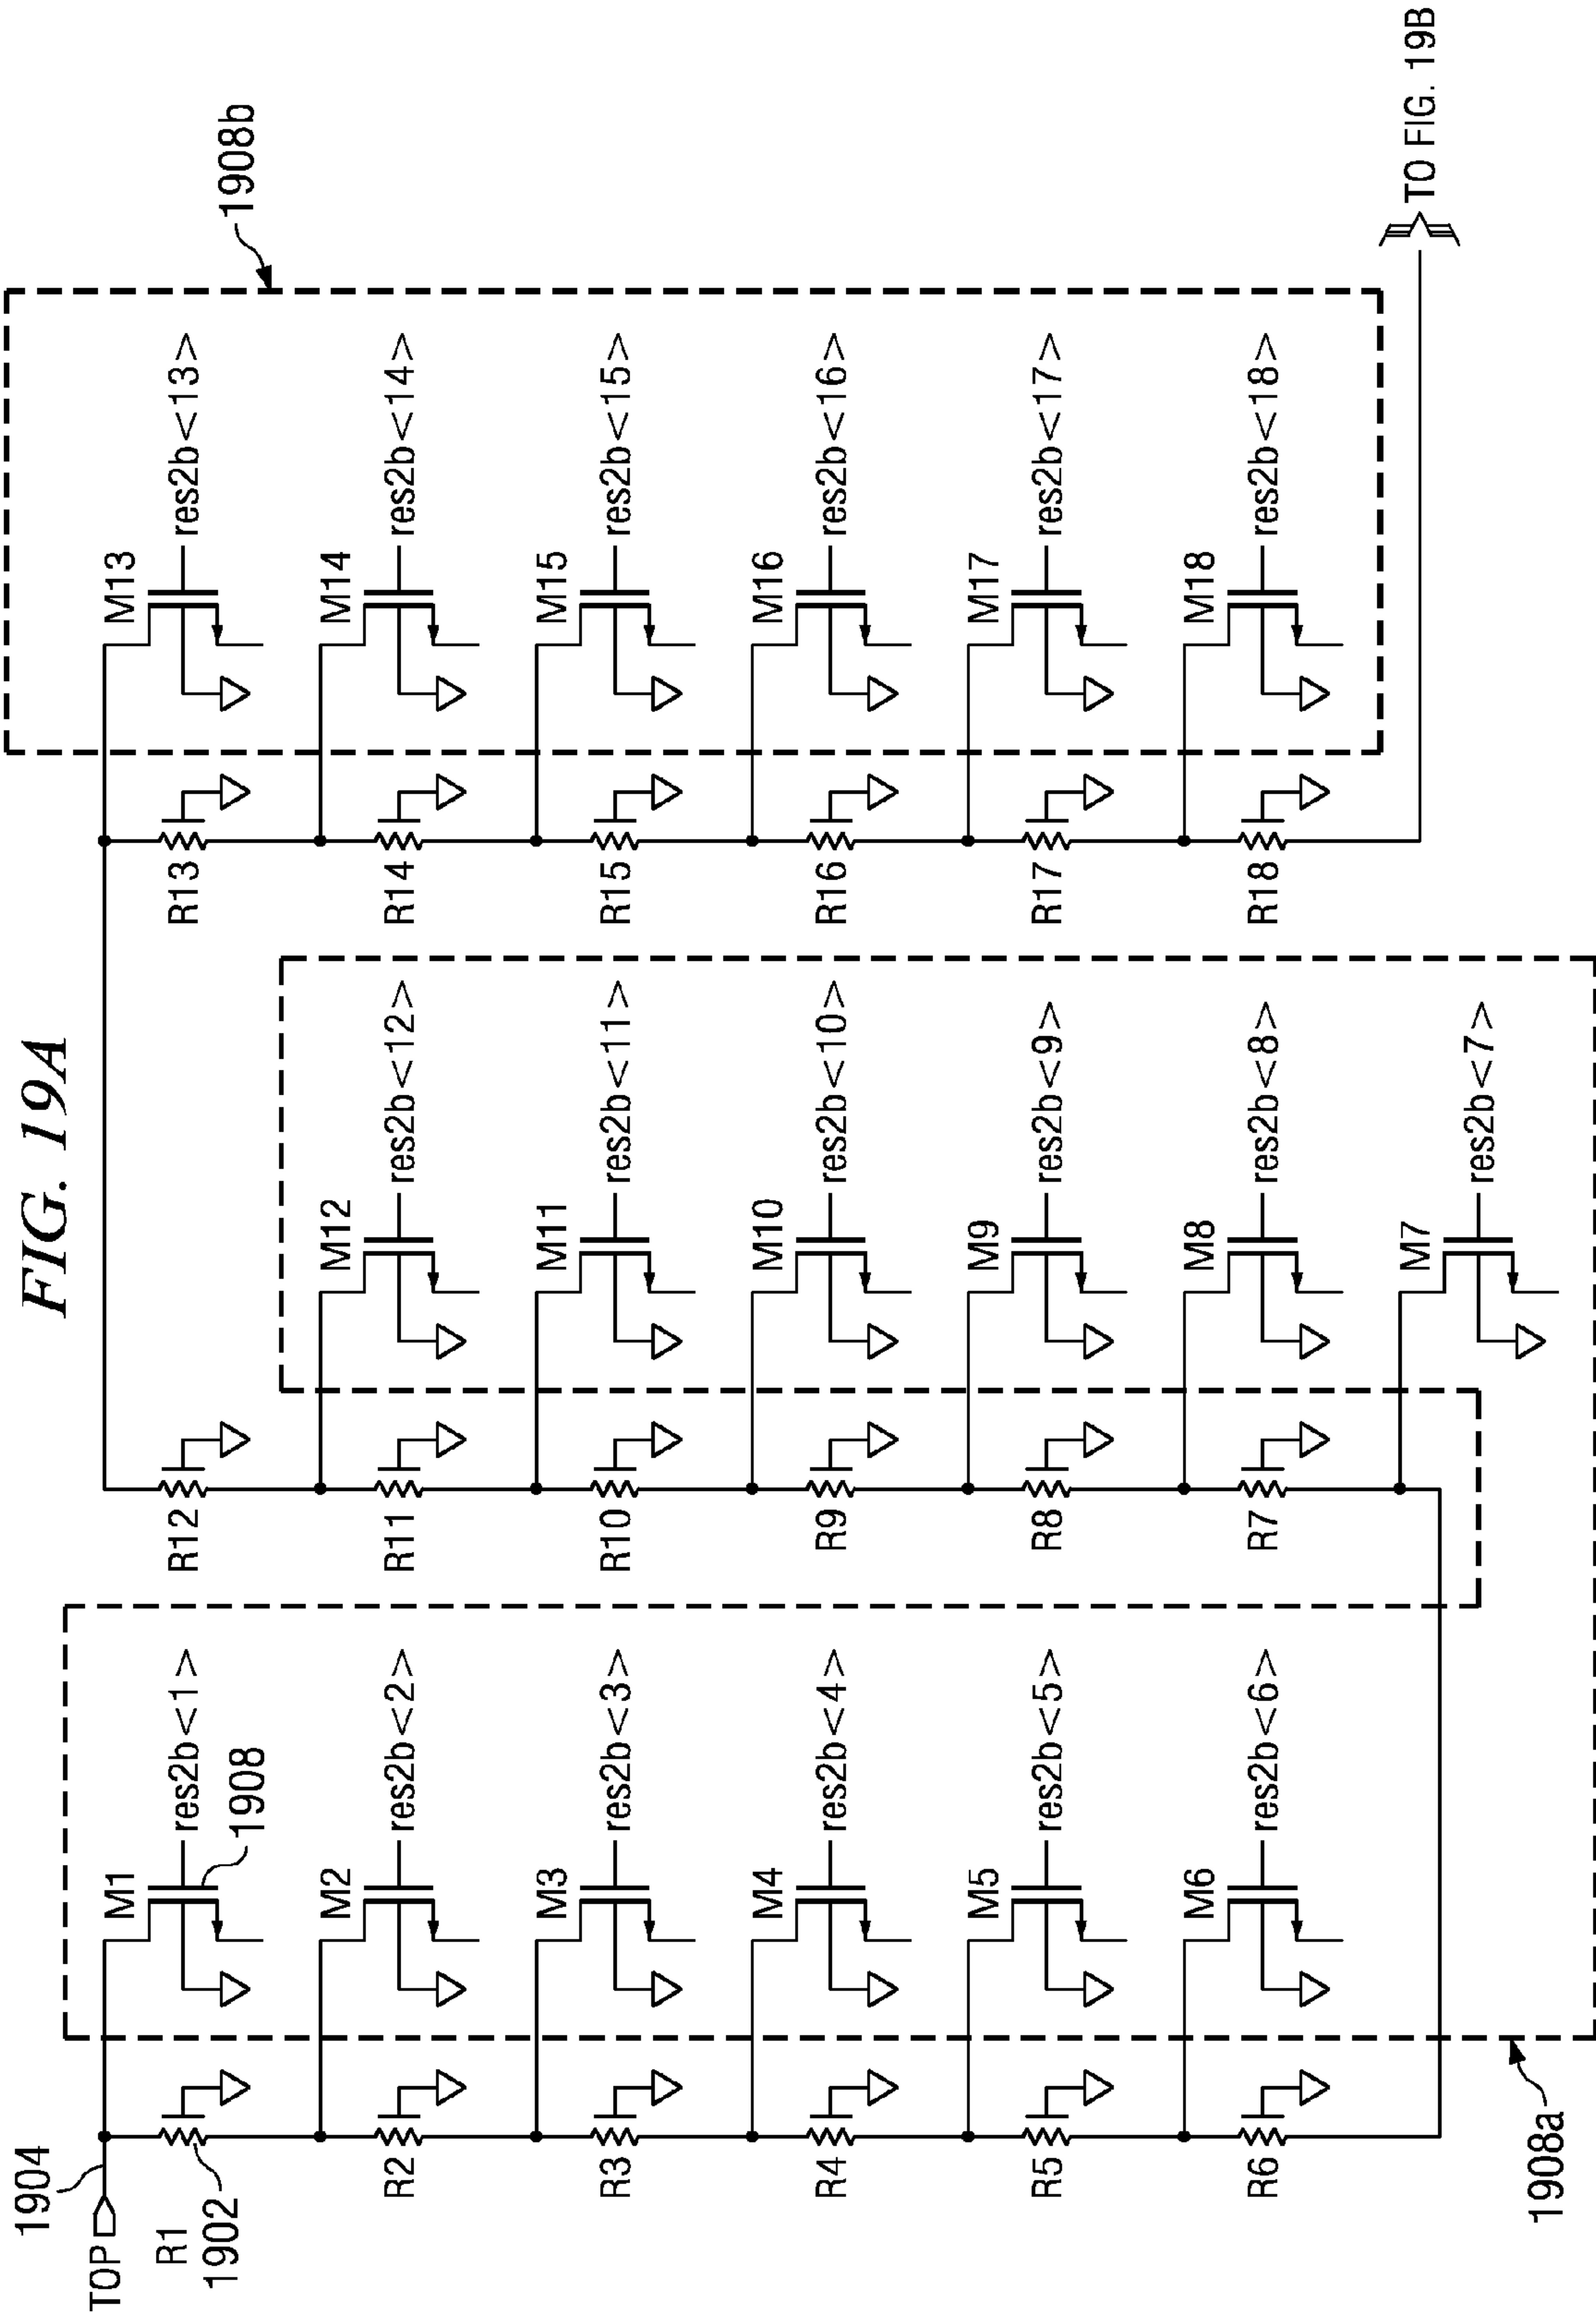 FIG. 19A
1904
TOP
R1
1902
M1
res2b<1>
1908
R2
M2
res2b<2>
R3
M3
res2b<3>
R4
M4
res2b<4>
R5
M5
res2b<5>
R6
M6
res2b<6>
1908a
R12
R11
M12
res2b<12>
R10
M11
res2b<11>
R9
M10
res2b<10>
R8
M9
res2b<9>
R7
M8
res2b<8>
M7
res2b<7>
R13
M13
res2b<13>
R14
M14
res2b<14>
R15
M15
res2b<15>
R16
M16
res2b<16>
R17
M17
res2b<17>
R18
M18
res2b<18>
1908b
TO FIG. 19B